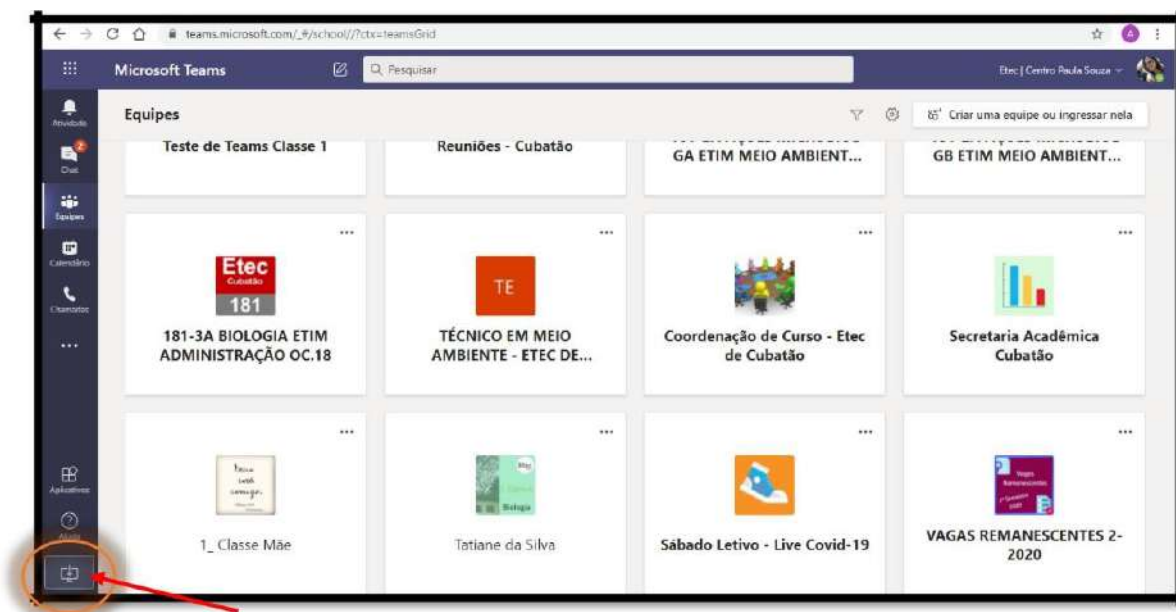 teams.microsoft.com/_#/school//?ctx=teamsGrid
A
Microsoft Teams
Pesquisar
Etec | Centro Paula Souza
Atividade
Equipes
Criar uma equipe ou ingressar nela
2
Chat
Teste de Teams Classe 1
Reuniões - Cubatão
GA ETIM MEIO AMBIENT...
GB ETIM MEIO AMBIENT...
Equipes
Calendário
Chamadas
...
Etec
Cubatão
181
181-3A BIOLOGIA ETIM
ADMINISTRAÇÃO OC.18
TE
TÉCNICO EM MEIO
AMBIENTE - ETEC DE...
Coordenação de Curso - Etec
de Cubatão
Secretaria Acadêmica
Cubatão
Aplicativos
Ajuda
1_ Classe Mãe
Biologia
Tatiane da Silva
Sábado Letivo - Live Covid-19
Vagas
Remanescentes
VAGAS REMANESCENTES 2-
2020